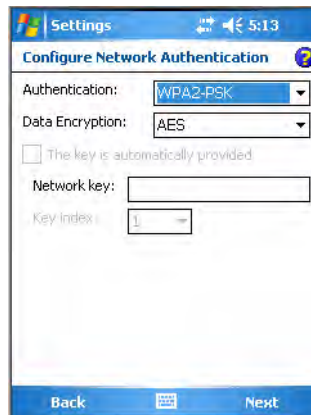 Settings 5:13
Configure Network Authentication ?
Authentication: WPA2-PSK
Data Encryption: AES
The key is automatically provided
Network key:
Key index: 1
Back Next